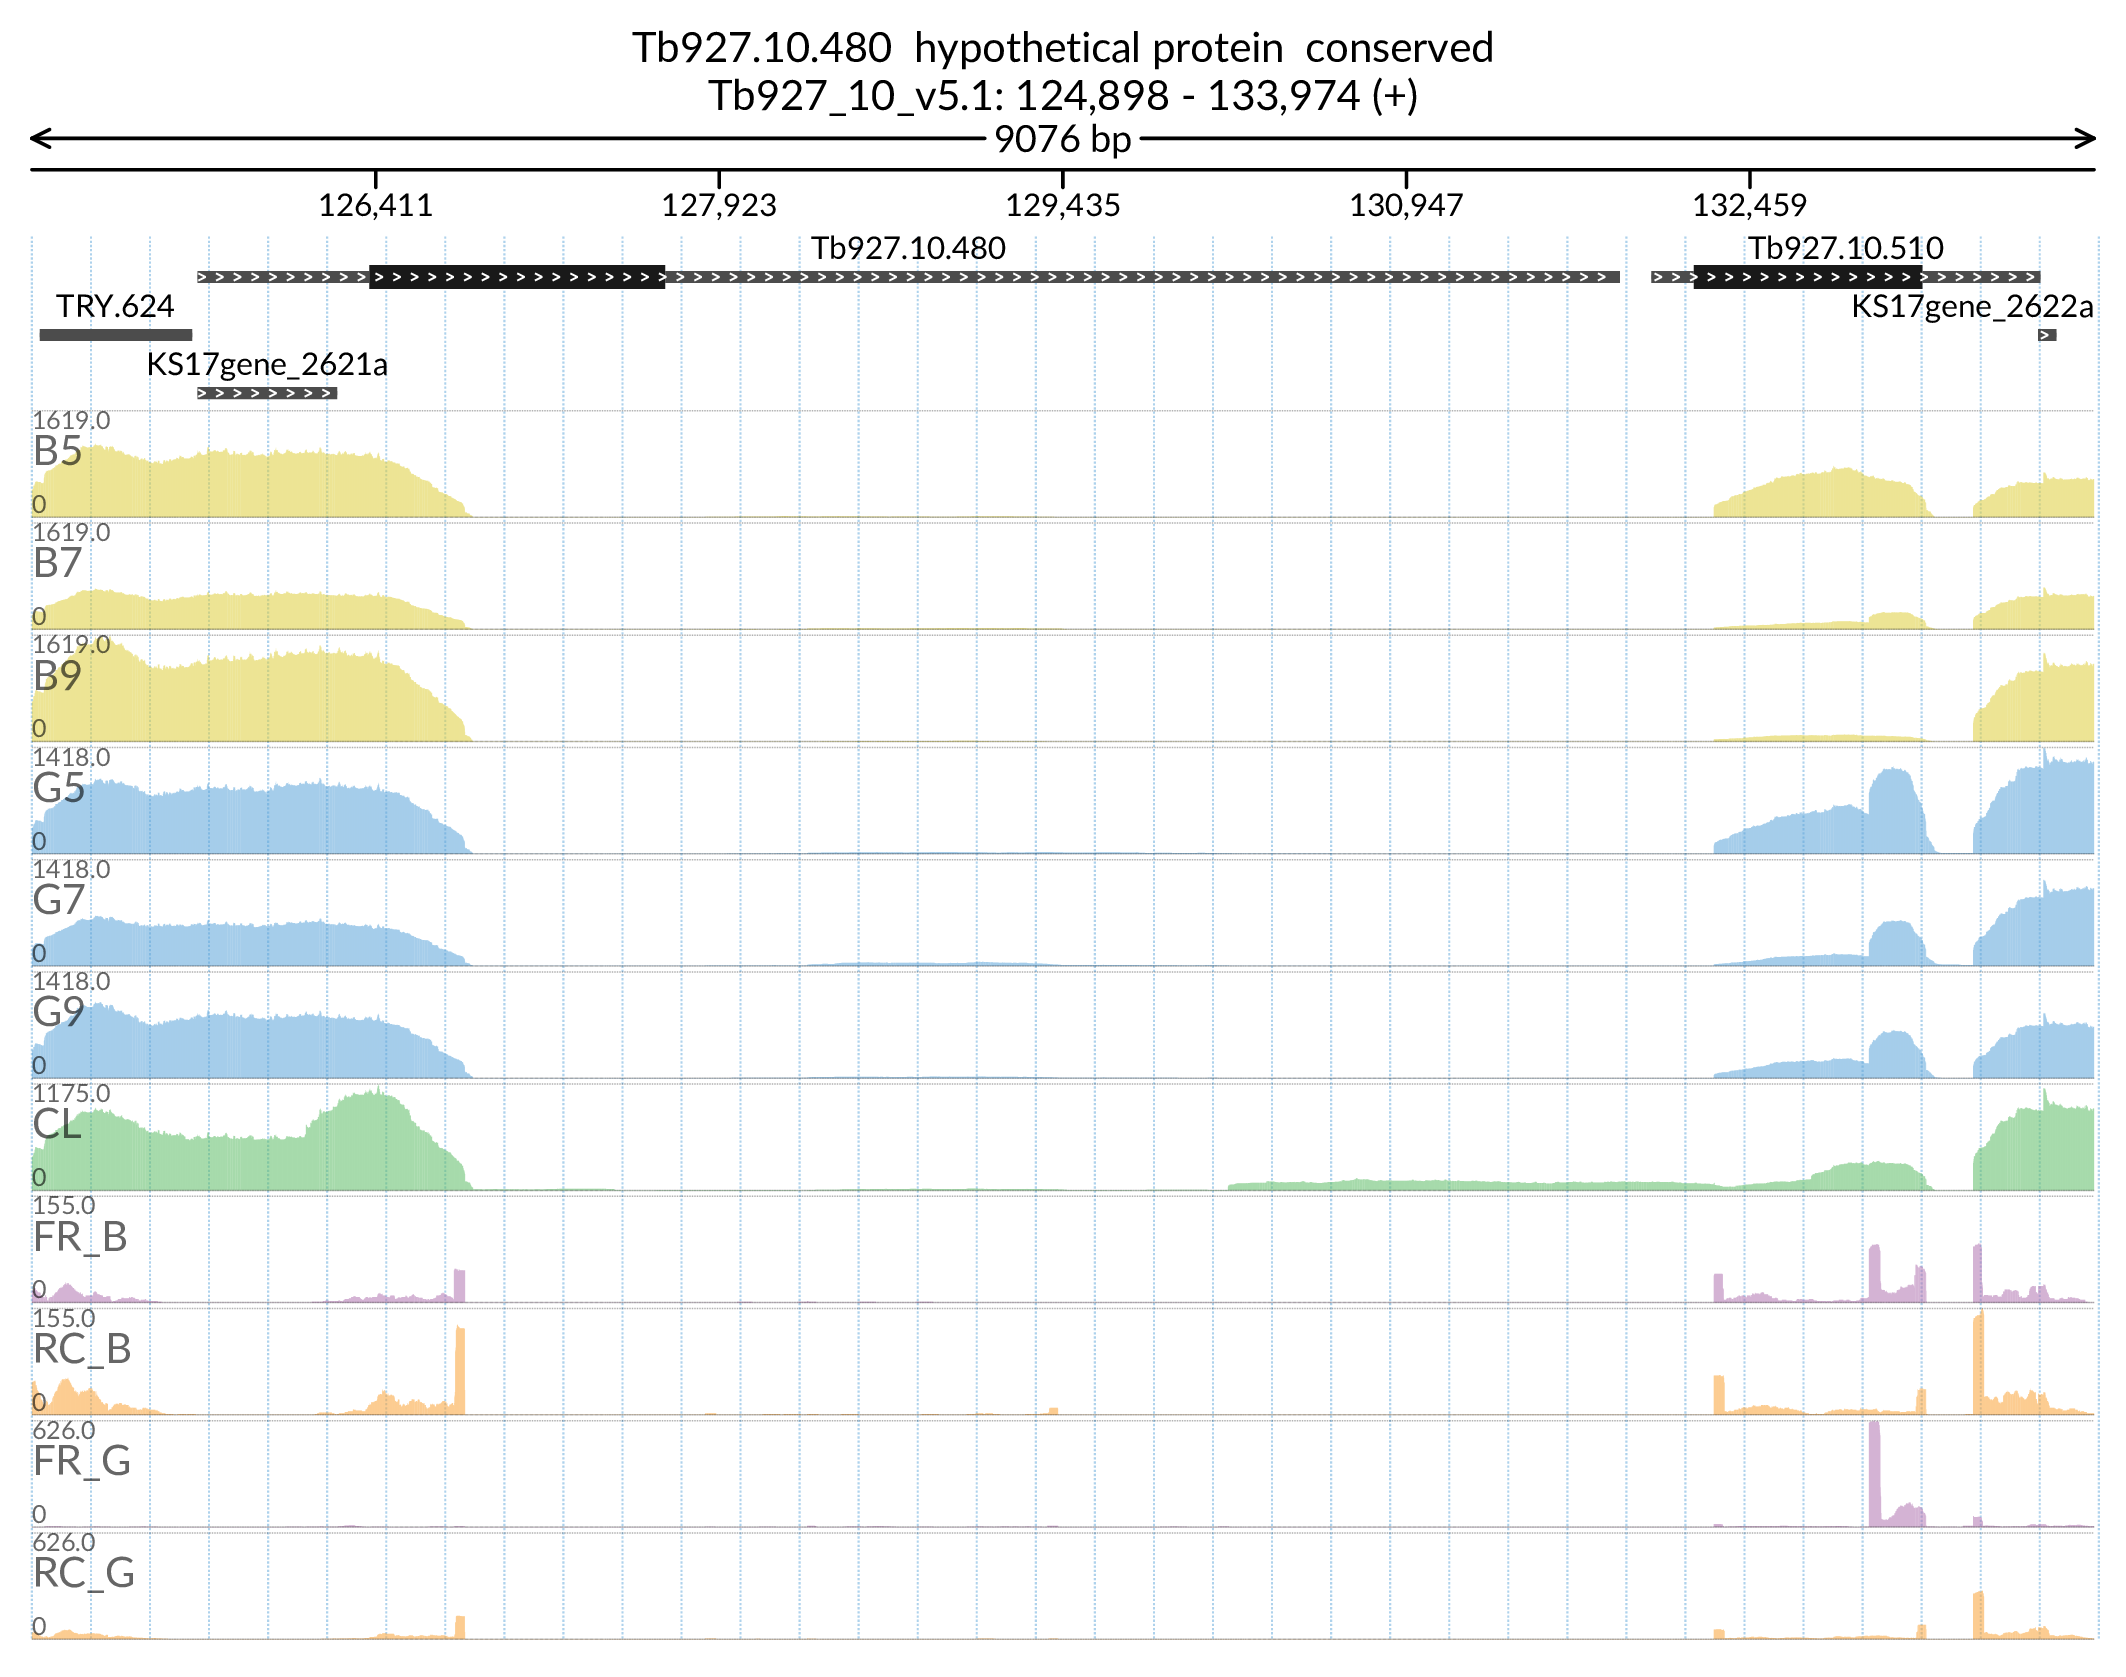 Tb927.10.480  hypothetical protein  conserved
Tb927_10_v5.1: 124,898 - 133,974 (+)
9076 bp
126,411 127,923 129,435 130,947 132,459
Tb927.10.480 Tb927.10.510
TRY.624 KS17gene_2622a
KS17gene_2621a
1619.0
B5
0
1619.0
B7
0
1619.0
B9
0
1418.0
G5
0
1418.0
G7
0
1418.0
G9
0
1175.0
CL
0
155.0
FR_B
0
155.0
RC_B
0
626.0
FR_G
0
626.0
RC_G
0